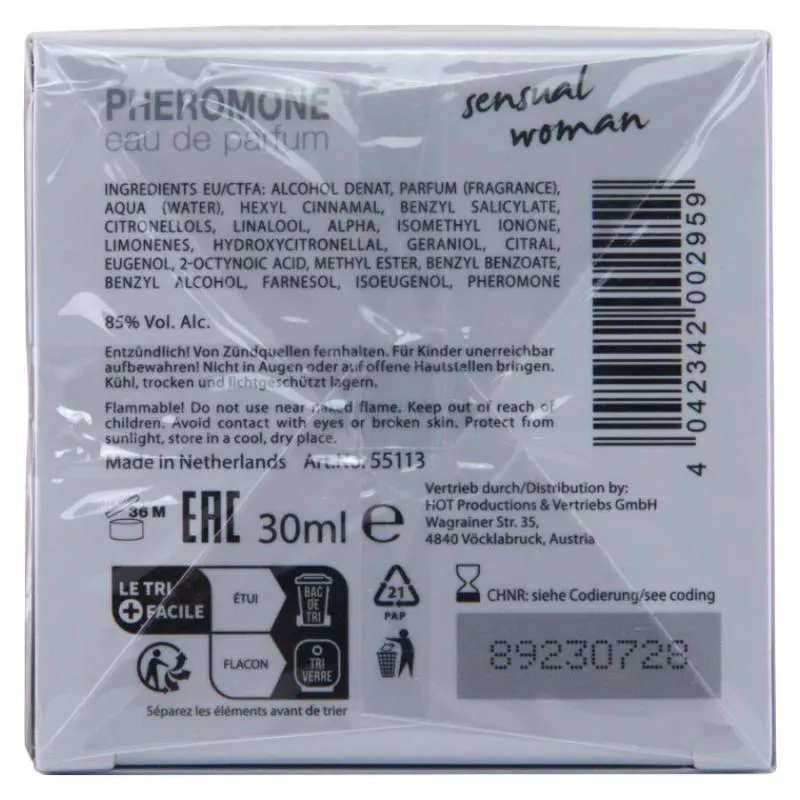 PHEROMONE
eau de parfum
sensual
woman
INGREDIENTS EU/CTFA: ALCOHOL DENAT, PARFUM (FRAGRANCE),
AQUA (WATER), HEXYL CINNAMAL, BENZYL SALICYLATE,
CITRONELLOLS, LINALOOL, ALPHA, ISOMETHYL IONONE,
LIMONENES, HYDROXYCITRONELLAL, GERANIOL, CITRAL,
EUGENOL, 2-OCTYNOIC ACID, METHYL ESTER, BENZYL BENZOATE,
BENZYL ALCOHOL, FARNESOL, ISOEUGENOL, PHEROMONE
85% Vol. Alc.
Entzündlich! Von Zündquellen fernhalten. Für Kinder unerreichbar
aufbewahren! Nicht in Augen oder auf offene Hautstellen bringen.
Kühl, trocken und lichtgeschützt lagern.
Flammable! Do not use near naked flame. Keep out of reach of
children. Avoid contact with eyes or broken skin. Protect from
sunlight, store in a cool, dry place.
Made in Netherlands Art.No: 55113
4 042342 002959
36 M
EAC
30ml e
Vertrieb durch/Distribution by:
HOT Productions & Vertriebs GmbH
Wagrainer Str. 35,
4840 Vöcklabruck, Austria
LE TRI
+ FACILE
ÉTUI
BAC
DE
TRI
FLACON
TRI
VERRE
Séparez les éléments avant de trier
21
PAP
CHNR: siehe Codierung/see coding
89230728